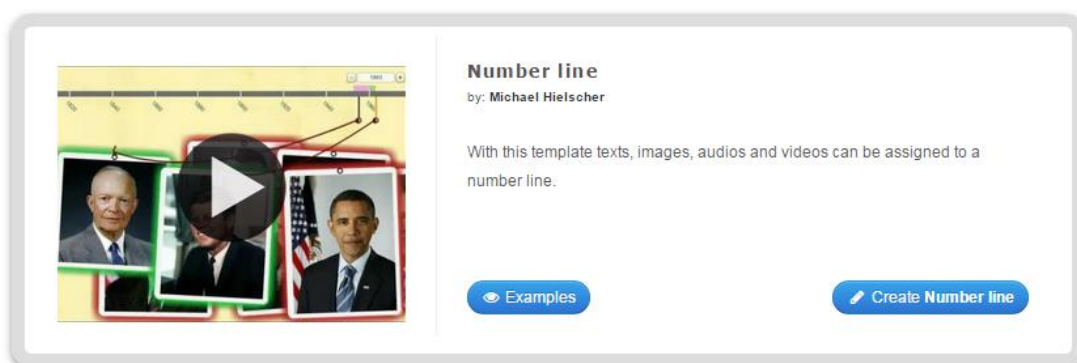 Number line
by: Michael Hielscher
With this template texts, images, audios and videos can be assigned to a
number line.
Examples
Create Number line